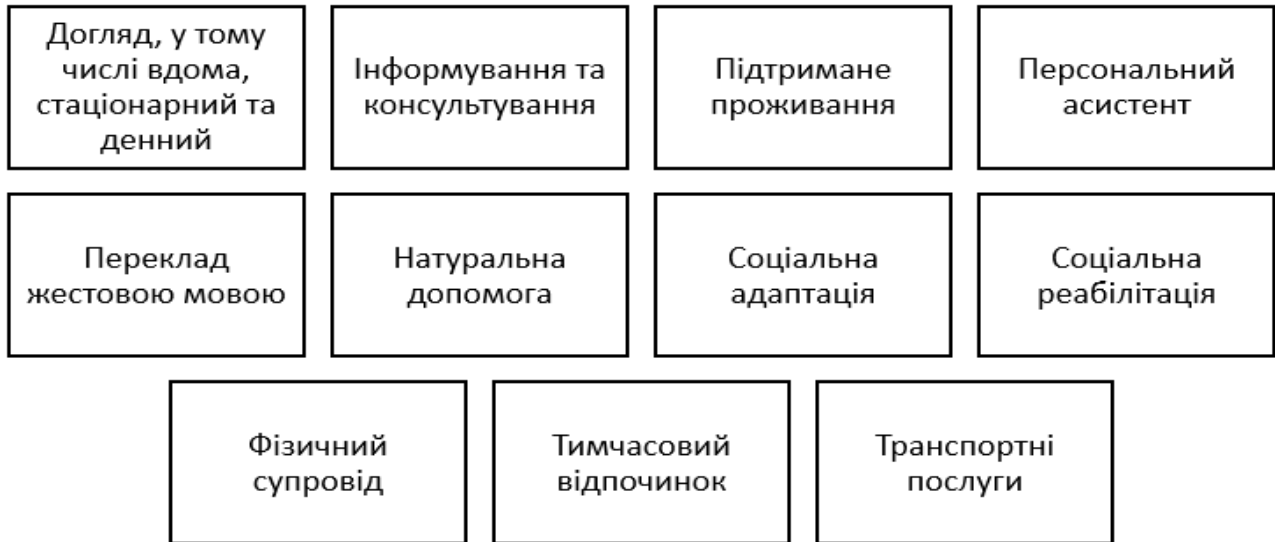 Догляд, у тому
числі вдома,
стаціонарний та
денний
Інформування та
консультування
Підтримане
проживання
Персональний
асистент
Переклад
жестовою мовою
Натуральна
допомога
Соціальна
адаптація
Соціальна
реабілітація
Фізичний
супровід
Тимчасовий
відпочинок
Транспортні
послуги